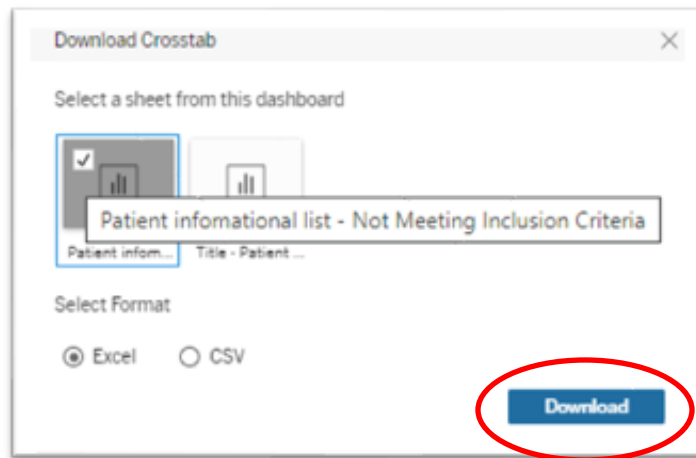 Download Crosstab
Select a sheet from this dashboard
Patient infomational list - Not Meeting Inclusion Criteria
Patient infom... Title - Patient ...
Select Format
Excel CSV
Download